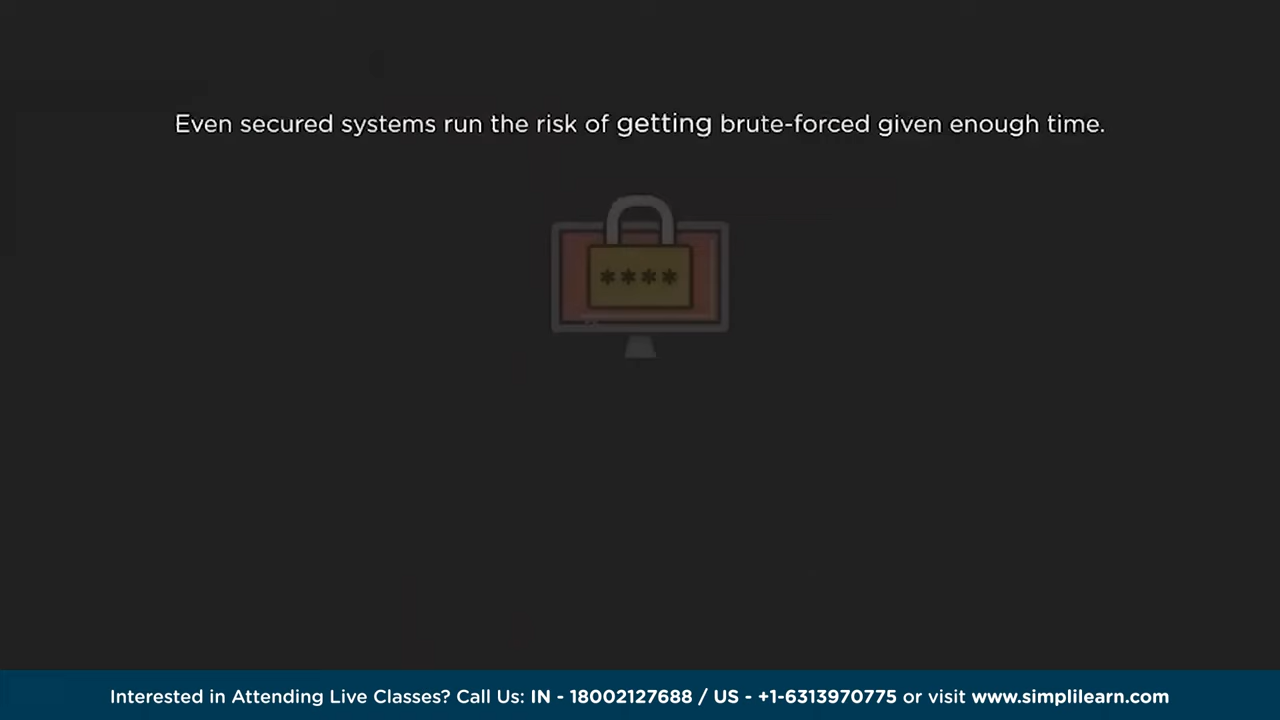 Even secured systems run the risk of getting brute-forced given enough time.
****
Interested in Attending Live Classes? Call Us: IN - 18002127688 / US - +1-6313970775 or visit www.simplilearn.com